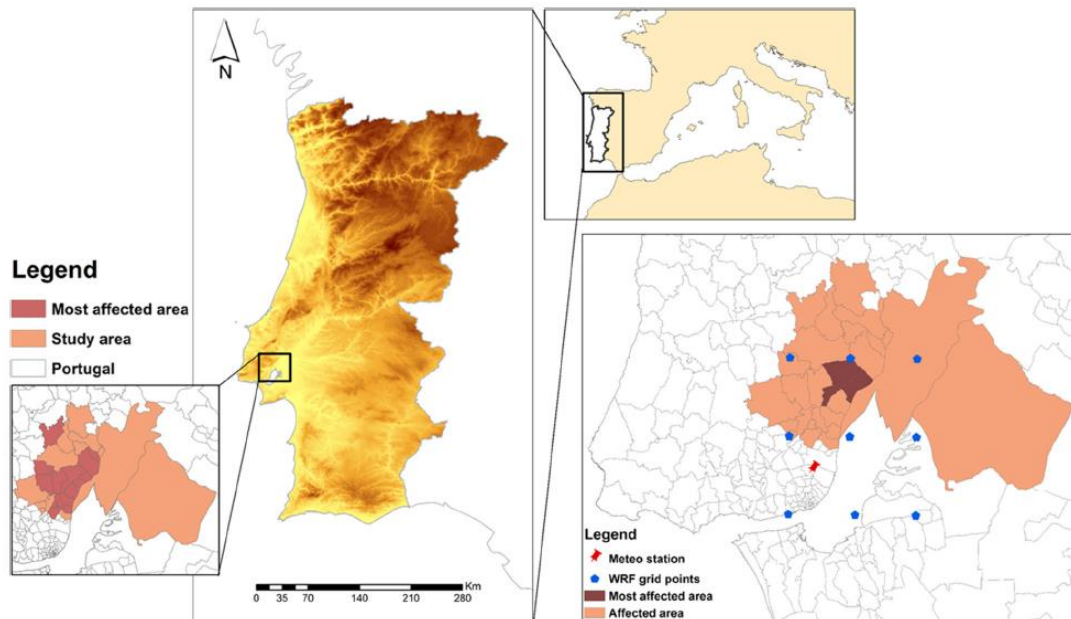 N
Legend
Most affected area
Study area
Portugal
Km
0 35 70 140 210 280
Legend
Meteo station
WRF grid points
Most affected area
Affected area